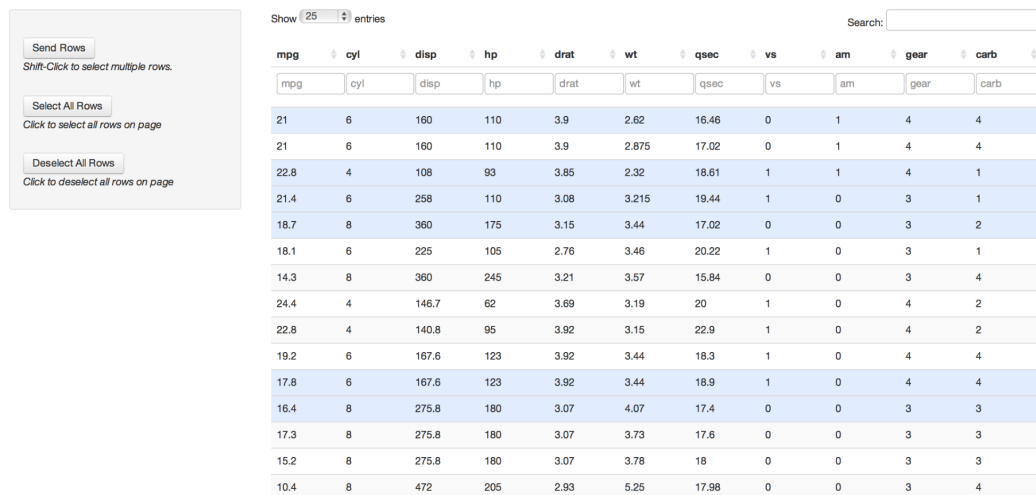 Send Rows
Shift-Click to select multiple rows.
Select All Rows
Click to select all rows on page
Deselect All Rows
Click to deselect all rows on page
Show 25 entries
Search:
mpg cyl disp hp drat wt qsec vs am gear carb
mpg cyl disp hp drat wt qsec vs am gear carb
21 6 160 110 3.9 2.62 16.46 0 1 4 4
21 6 160 110 3.9 2.875 17.02 0 1 4 4
22.8 4 108 93 3.85 2.32 18.61 1 1 4 1
21.4 6 258 110 3.08 3.215 19.44 1 0 3 1
18.7 8 360 175 3.15 3.44 17.02 0 0 3 2
18.1 6 225 105 2.76 3.46 20.22 1 0 3 1
14.3 8 360 245 3.21 3.57 15.84 0 0 3 4
24.4 4 146.7 62 3.69 3.19 20 1 0 4 2
22.8 4 140.8 95 3.92 3.15 22.9 1 0 4 2
19.2 6 167.6 123 3.92 3.44 18.3 1 0 4 4
17.8 6 167.6 123 3.92 3.44 18.9 1 0 4 4
16.4 8 275.8 180 3.07 4.07 17.4 0 0 3 3
17.3 8 275.8 180 3.07 3.73 17.6 0 0 3 3
15.2 8 275.8 180 3.07 3.78 18 0 0 3 3
10.4 8 472 205 2.93 5.25 17.98 0 0 3 4